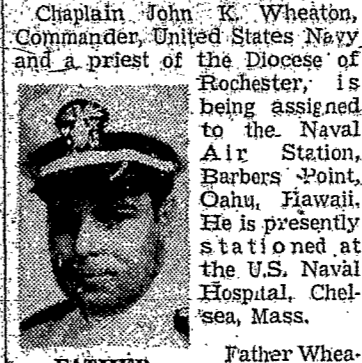 Chaplain John K. Wheaton,
Commander, United States Navy
and a priest of the Diocese of
Rochester, is
being assigned
to the Naval
Air Station,
Barbers Point,
Oahu, Hawaii.
He is presently
stationed at
the U.S. Naval
Hospital, Chel-
sea, Mass.
Father Whea-
FATHER